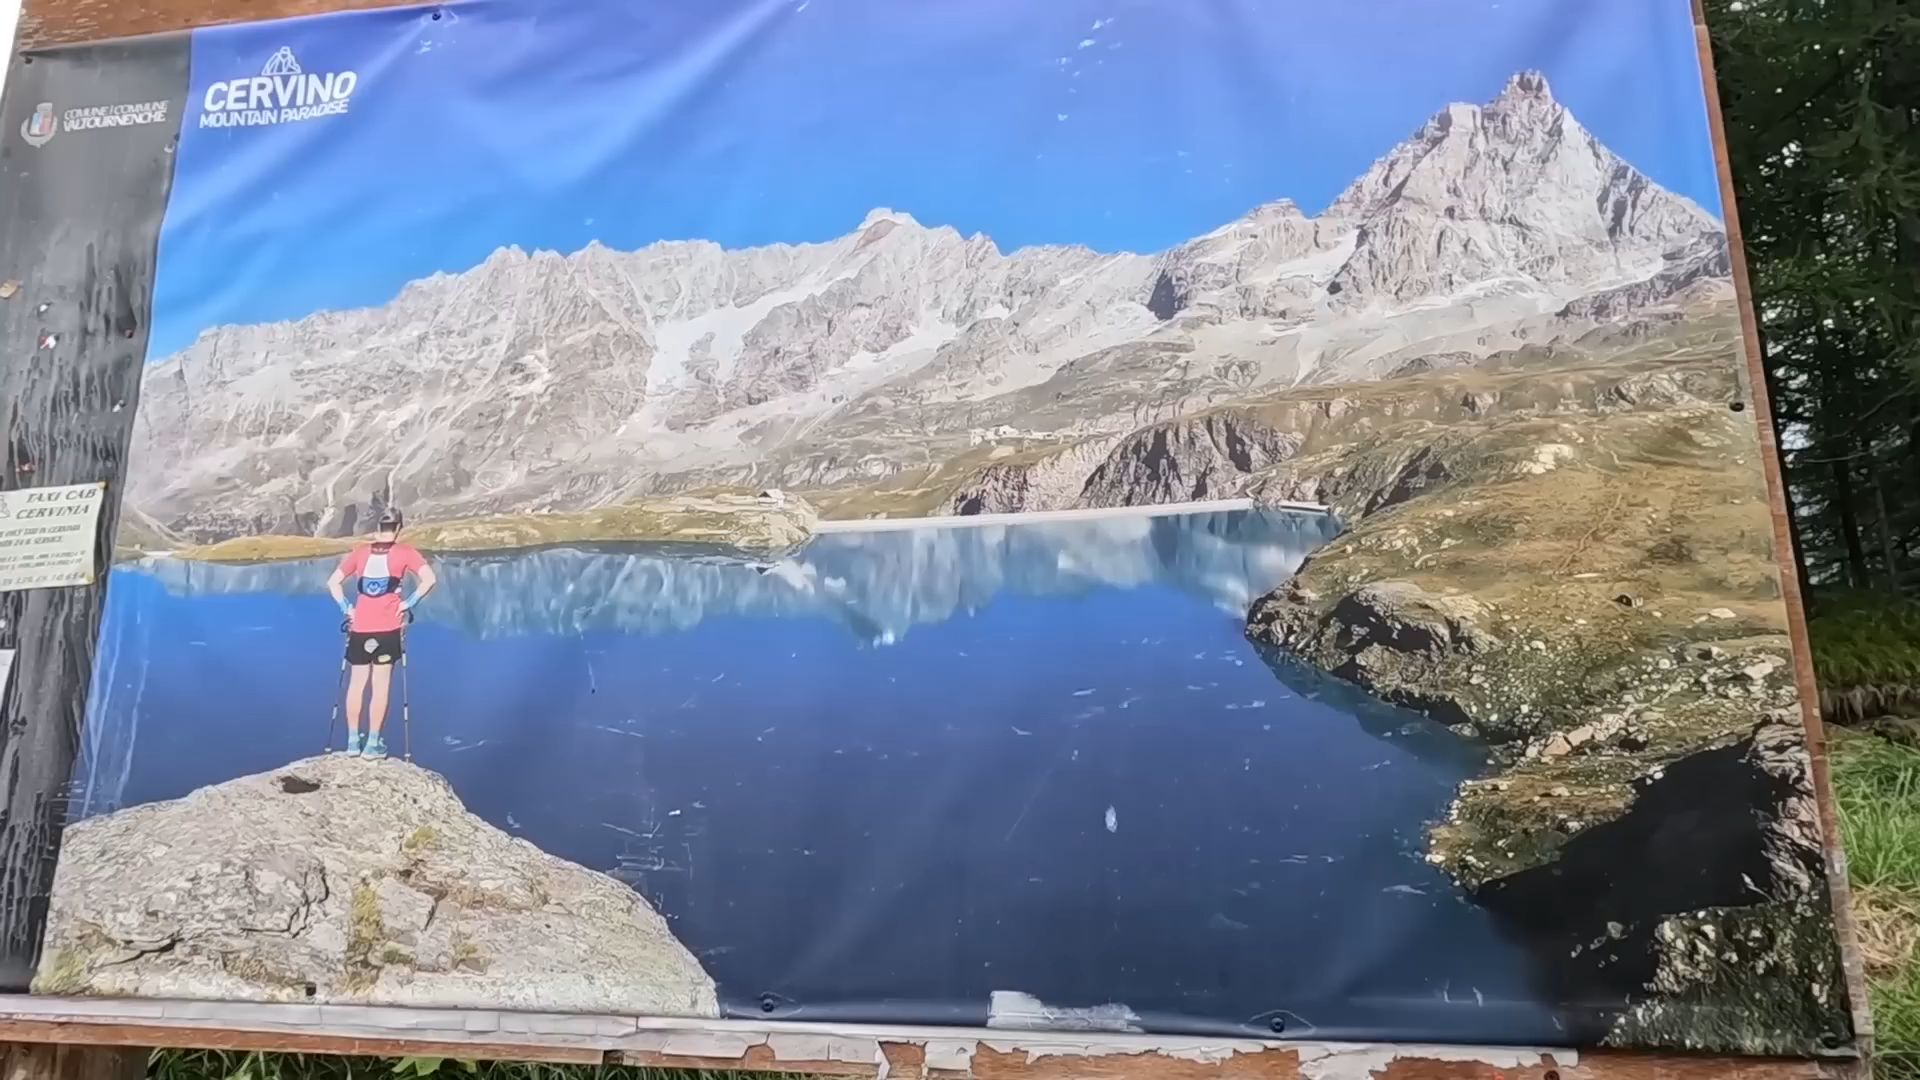 COMUNE | COMMUNE
VALTOURNENCHE
CERVINO
MOUNTAIN PARADISE
TAXI CAB
CERVINIA